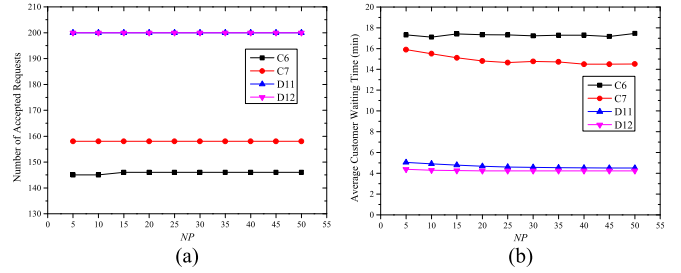 Number of Accepted Requests
200
190
180
170
160
150
140
130
C6
C7
D11
D12
0 5 10 15 20 25 30 35 40 45 50 55
NP
(a)
Average Customer Waiting Time (min)
20
18
16
14
12
10
8
6
4
2
0
C6
C7
D11
D12
0 5 10 15 20 25 30 35 40 45 50 55
NP
(b)